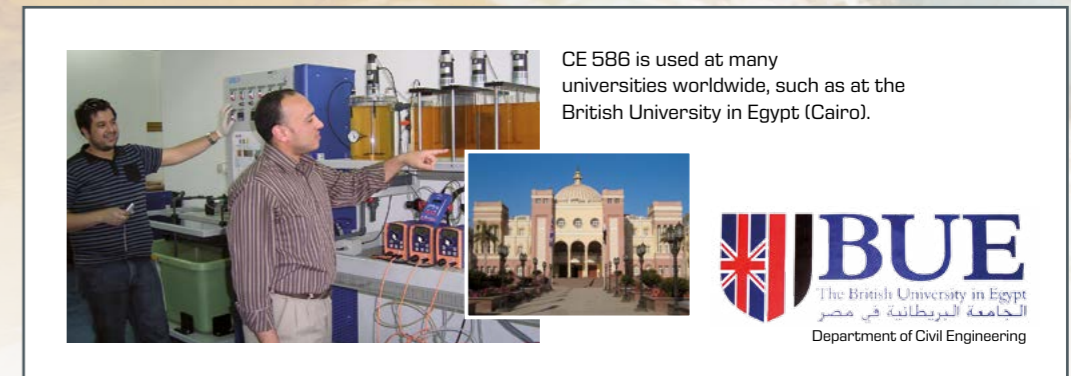 CE 586 is used at many
universities worldwide, such as at the
British University in Egypt (Cairo).
BUE
The British University in Egypt
الجامعة البريطانية في مصر
Department of Civil Engineering